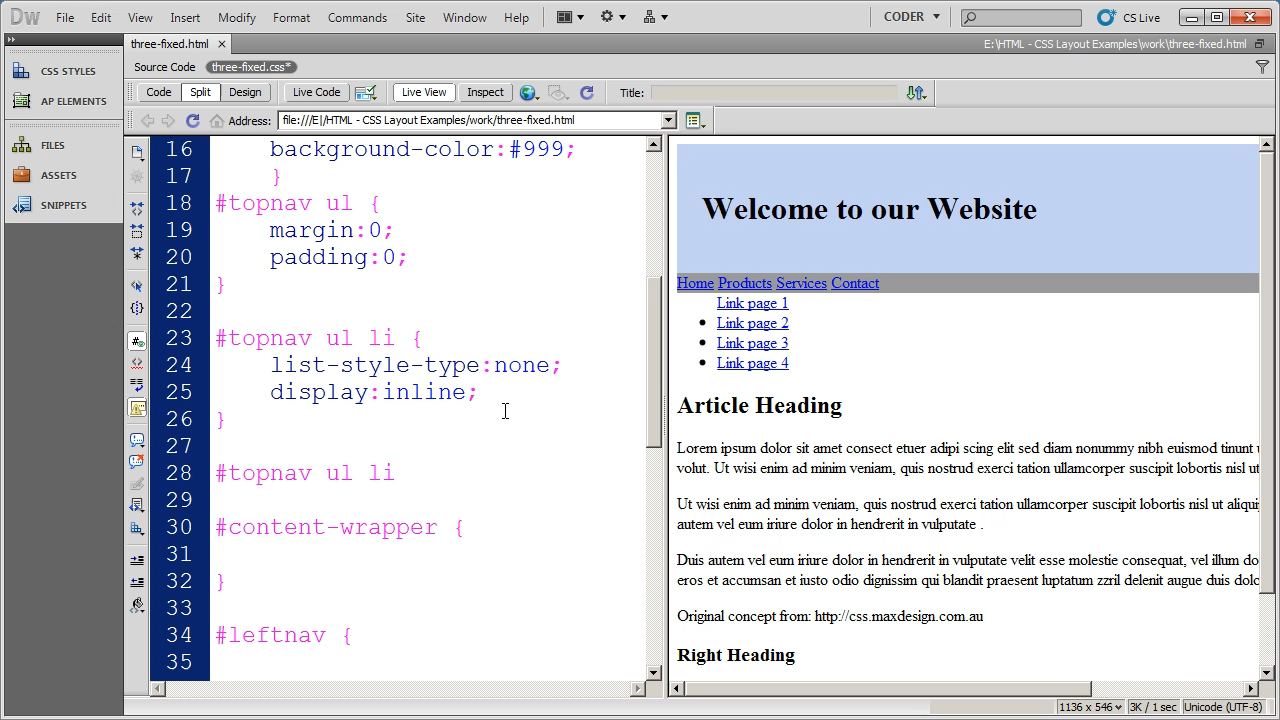 Dw File Edit View Insert Modify Format Commands Site Window Help CODER CS Live
three-fixed.html E:\HTML - CSS Layout Examples\work\three-fixed.html
Source Code three-fixed.css*
Code Split Design Live Code Live View Inspect Title:
Address: file:///E|/HTML - CSS Layout Examples/work/three-fixed.html
CSS STYLES
AP ELEMENTS
FILES
ASSETS
SNIPPETS
16 background-color:#999;
17 }
18 #topnav ul {
19 margin:0;
20 padding:0;
21 }
22
23 #topnav ul li {
24 list-style-type:none;
25 display:inline;
26 }
27
28 #topnav ul li
29
30 #content-wrapper {
31
32 }
33
34 #leftnav {
35
Welcome to our Website
Home Products Services Contact
Link page 1
Link page 2
Link page 3
Link page 4
Article Heading
Lorem ipsum dolor sit amet consect etuer adipi scing elit sed diam nonummy nibh euismod tinunt
volut. Ut wisi enim ad minim veniam, quis nostrud exerci tation ullamcorper suscipit lobortis nisl ut
Ut wisi enim ad minim veniam, quis nostrud exerci tation ullamcorper suscipit lobortis nisl ut aliqui
autem vel eum iriure dolor in hendrerit in vulputate .
Duis autem vel eum iriure dolor in hendrerit in vulputate velit esse molestie consequat, vel illum do
eros et accumsan et iusto odio dignissim qui blandit praesent luptatum zzril delenit augue duis dolo
Original concept from: http://css.maxdesign.com.au
Right Heading
1136 x 546 3K / 1 sec Unicode (UTF-8)